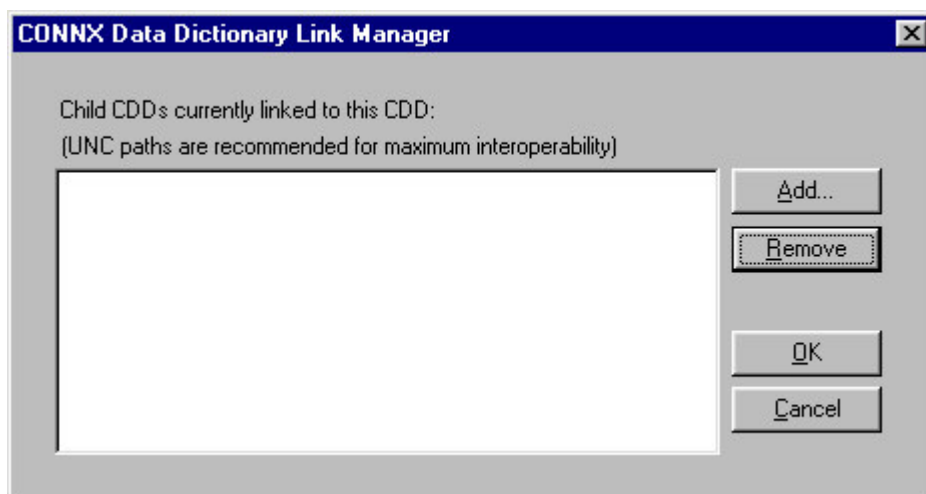 CONNX Data Dictionary Link Manager
Child CDDs currently linked to this CDD:
(UNC paths are recommended for maximum interoperability)
Add...
Remove
OK
Cancel